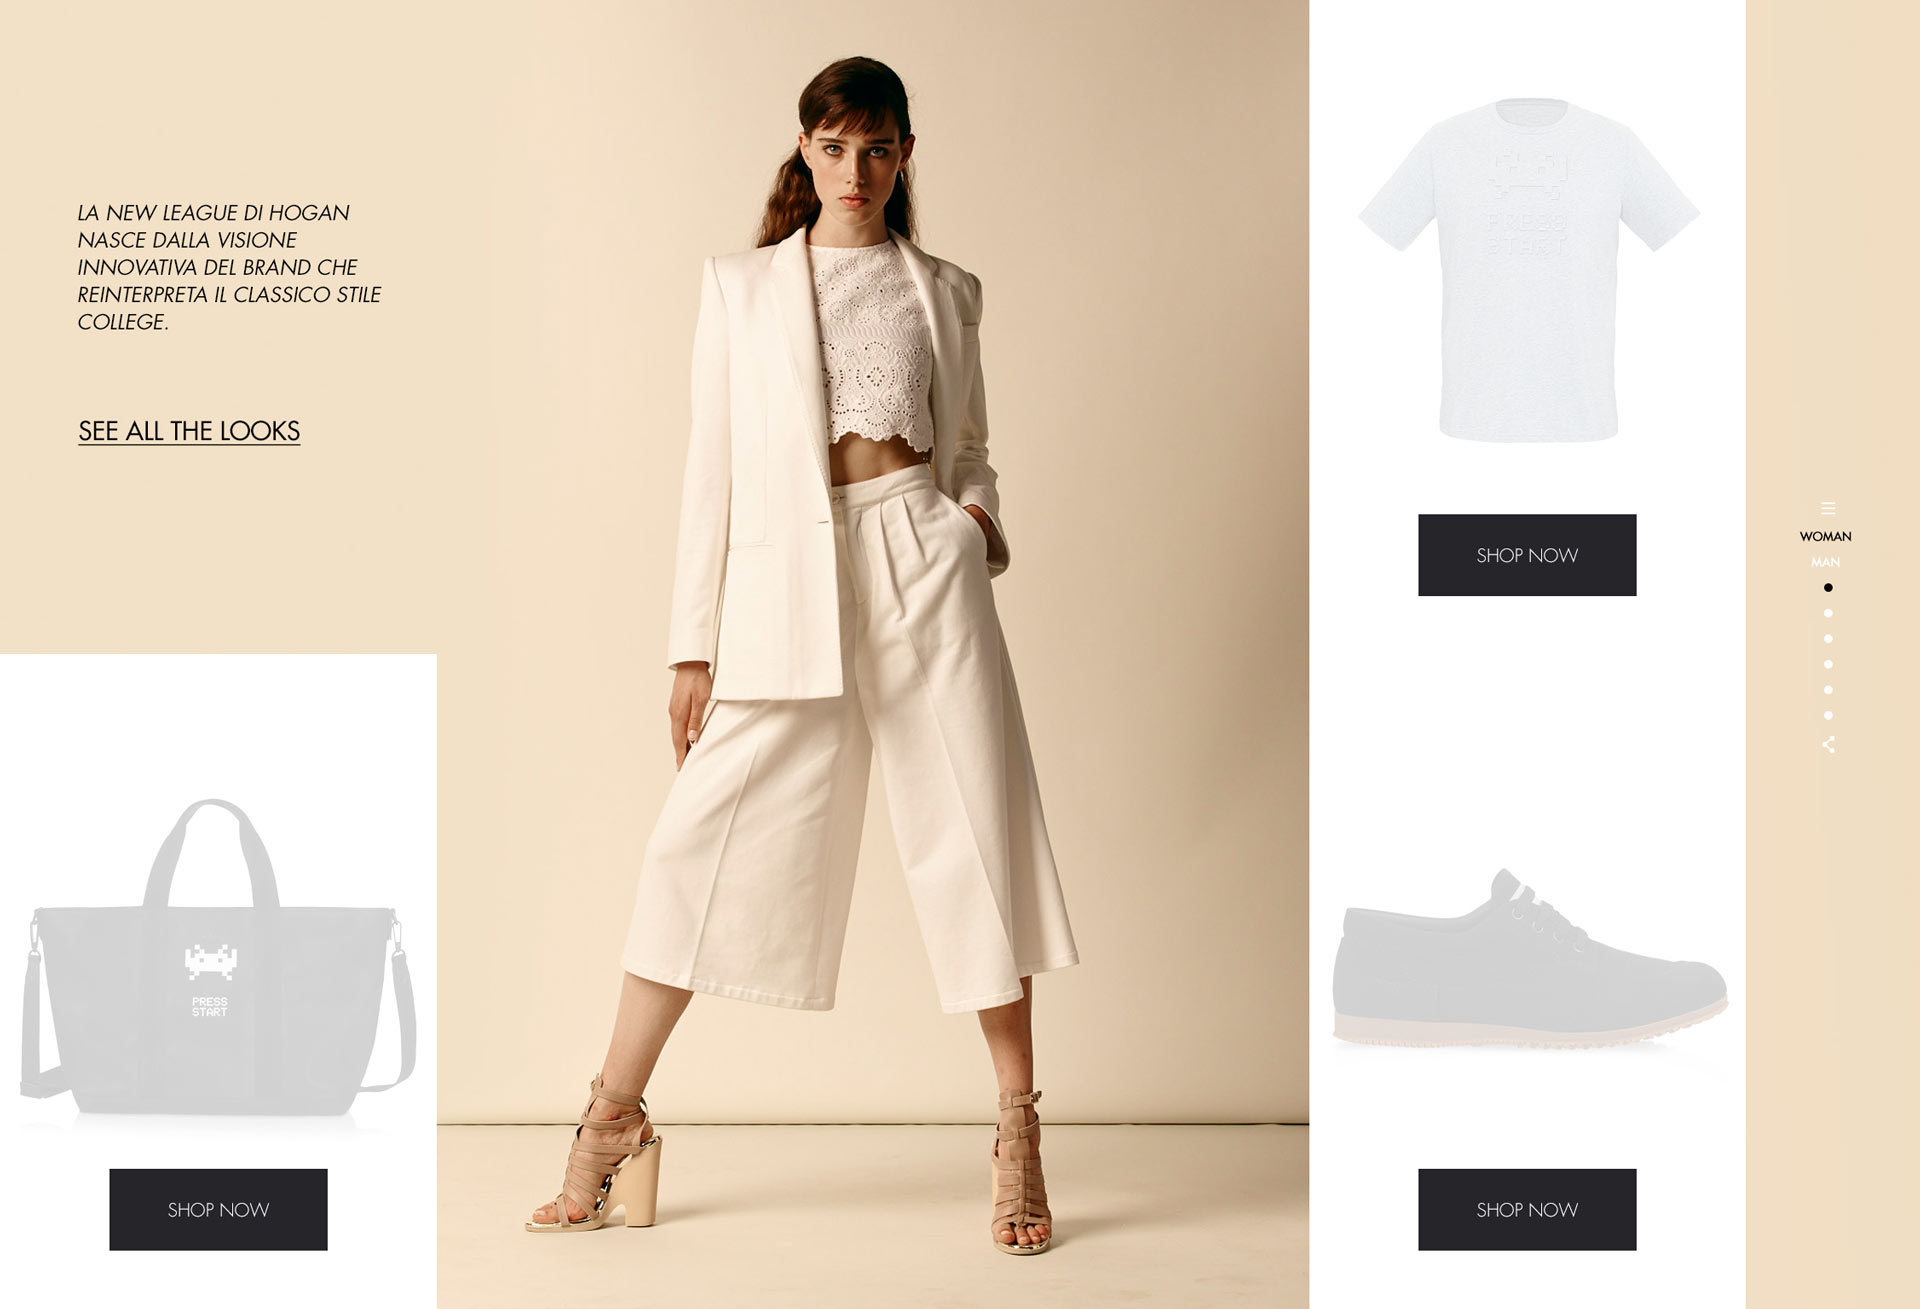 LA NEW LEAGUE DI HOGAN
NASCE DALLA VISIONE
INNOVATIVA DEL BRAND CHE
REINTERPRETA IL CLASSICO STILE
COLLEGE.
SEE ALL THE LOOKS
PRESS
START
SHOP NOW
PRESS
START
SHOP NOW
SHOP NOW
WOMAN
MAN